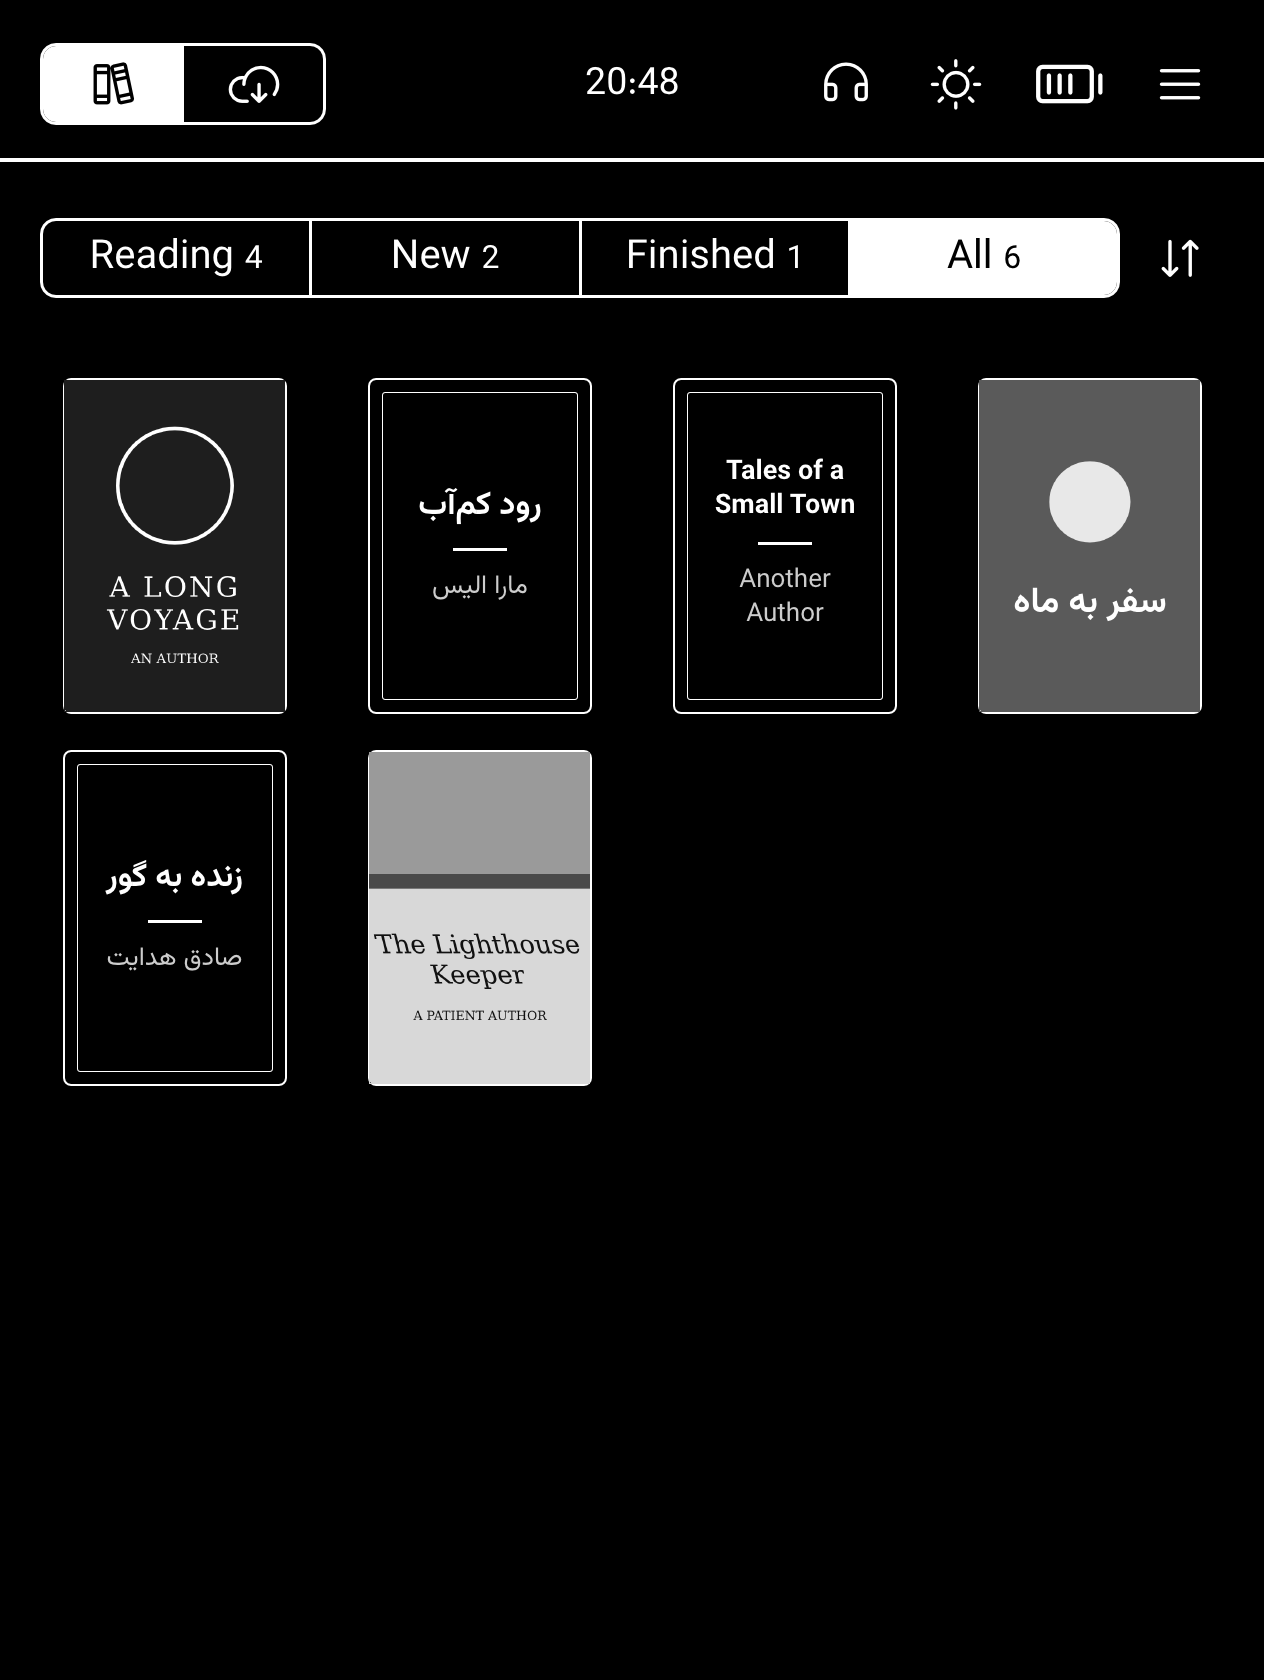 20:48
Reading 4
New 2
Finished 1
All 6
A LONG
VOYAGE
AN AUTHOR
رود کم‌آب
مارا الیس
Tales of a
Small Town
Another
Author
سفر به ماه
زنده به گور
صادق هدایت
The Lighthouse
Keeper
A PATIENT AUTHOR